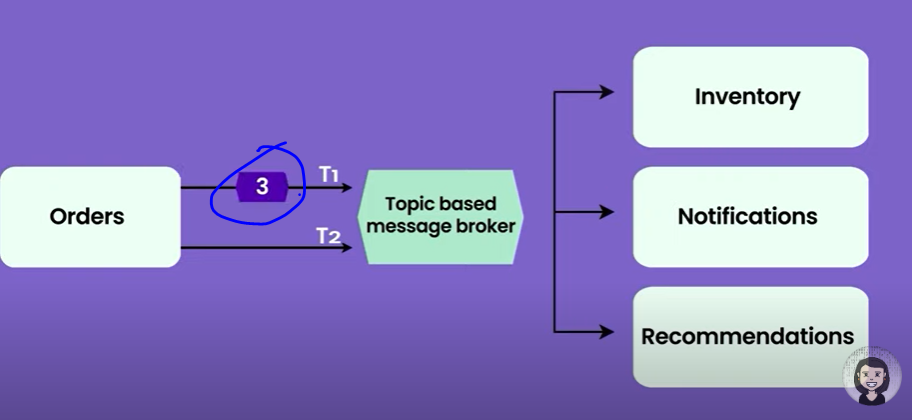 Orders
3
T1
T2
Topic based
message broker
Inventory
Notifications
Recommendations